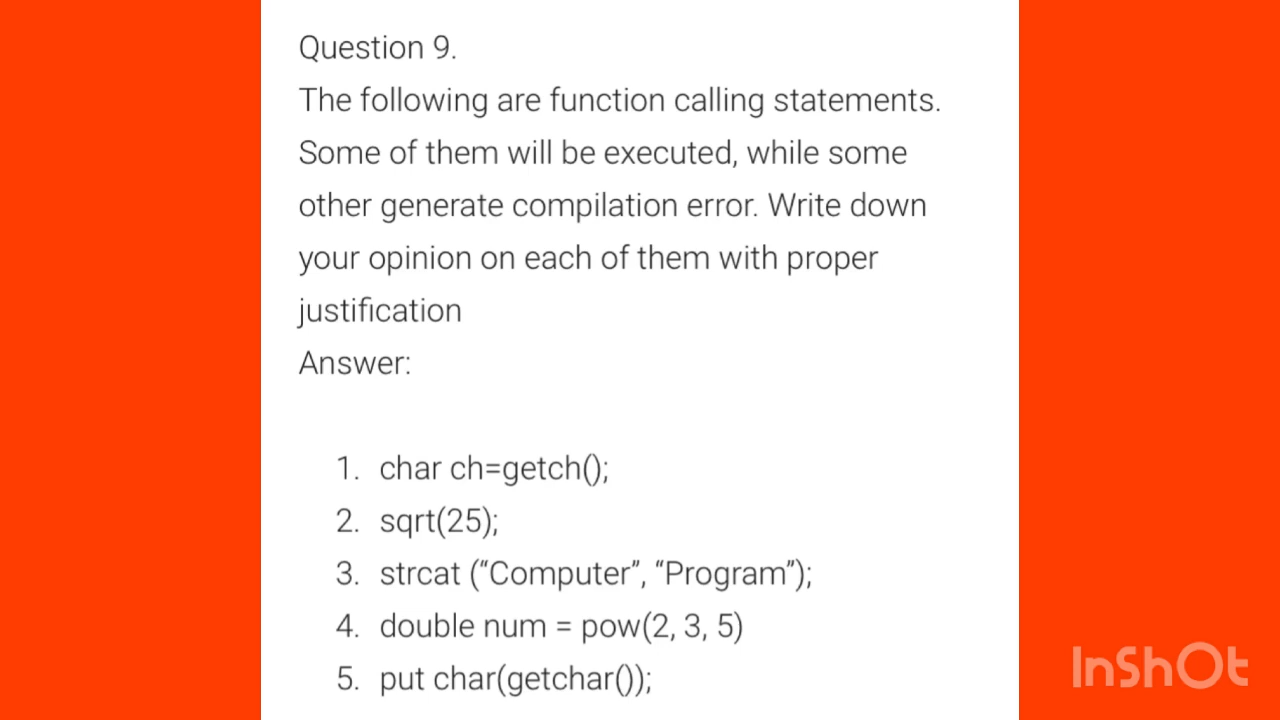 Question 9.
The following are function calling statements.
Some of them will be executed, while some
other generate compilation error. Write down
your opinion on each of them with proper
justification
Answer:
1. char ch=getch();
2. sqrt(25);
3. strcat (“Computer”, “Program”);
4. double num = pow(2, 3, 5)
5. put char(getchar());
InShOt